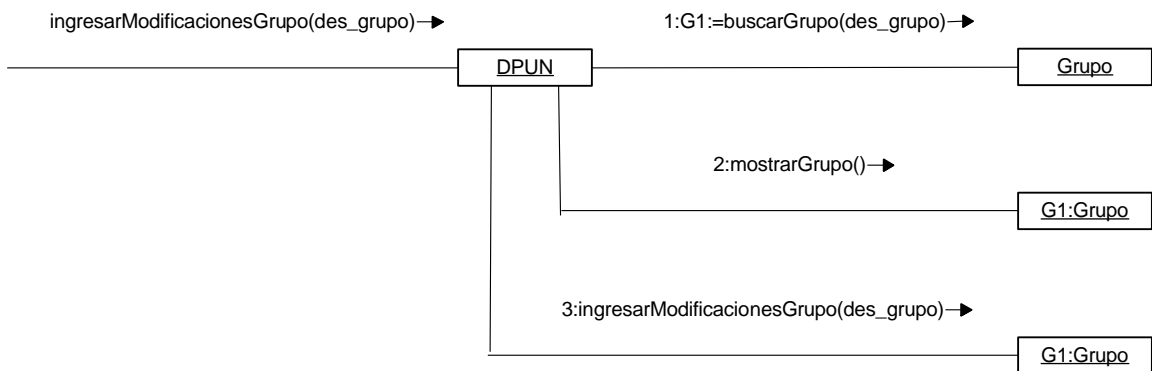 ingresarModificacionesGrupo(des_grupo)
1:G1:=buscarGrupo(des_grupo)
DPUN
Grupo
2:mostrarGrupo()
G1:Grupo
3:ingresarModificacionesGrupo(des_grupo)
G1:Grupo